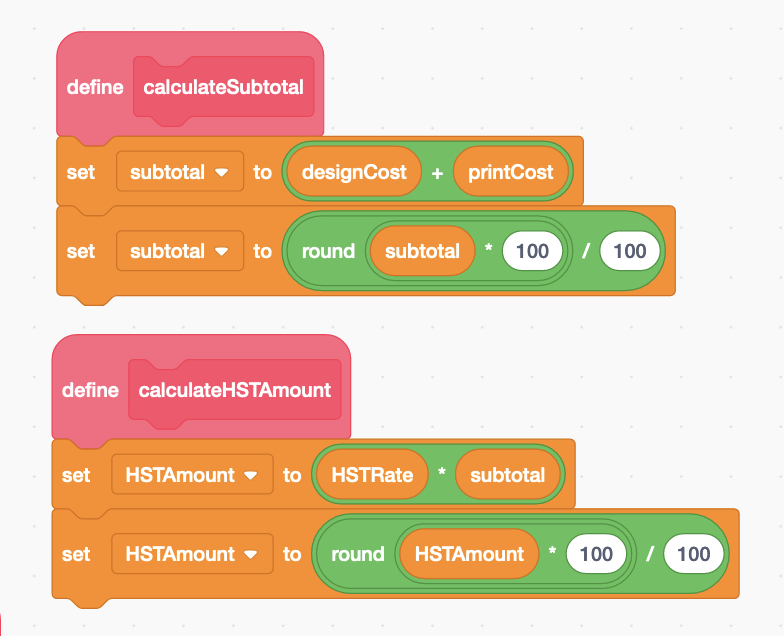 define calculateSubtotal
set subtotal to designCost + printCost
set subtotal to round subtotal * 100 / 100
define calculateHSTAmount
set HSTAmount to HSTRate * subtotal
set HSTAmount to round HSTAmount * 100 / 100